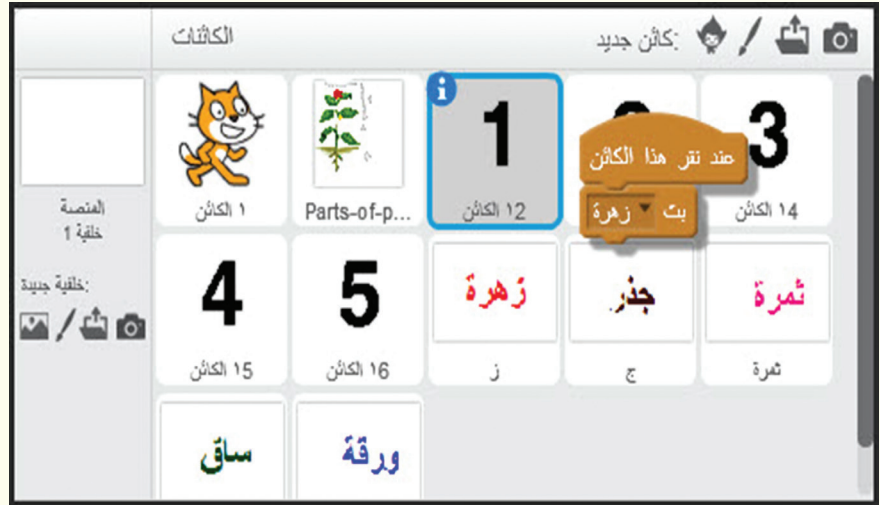 الكائنات
كائن جديد:
المنصة
خلفية 1
خلفية جديدة:
١ الكائن
Parts-of-p...
1
12 الكائن
3
14 الكائن
عند نقر هذا الكائن
بث زهرة
4
15 الكائن
5
16 الكائن
زهرة
ز
جذر
ج
ثمرة
ثمرة
ساق
ورقة